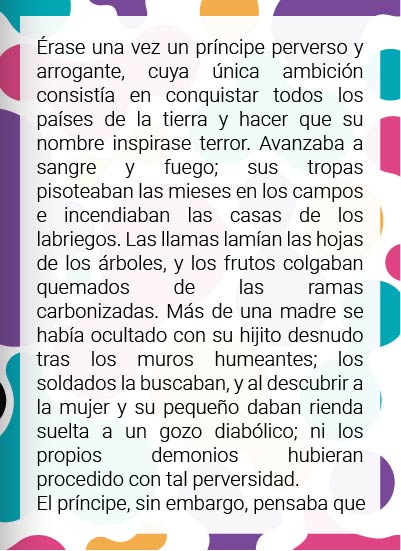 Érase una vez un príncipe perverso y
arrogante, cuya única ambición
consistía en conquistar todos los
países de la tierra y hacer que su
nombre inspirase terror. Avanzaba a
sangre y fuego; sus tropas
pisoteaban las mieses en los campos
e incendiaban las casas de los
labriegos. Las llamas lamían las hojas
de los árboles, y los frutos colgaban
quemados de las ramas
carbonizadas. Más de una madre se
había ocultado con su hijito desnudo
tras los muros humeantes; los
soldados la buscaban, y al descubrir a
la mujer y su pequeño daban rienda
suelta a un gozo diabólico; ni los
propios demonios hubieran
procedido con tal perversidad.
El príncipe, sin embargo, pensaba que